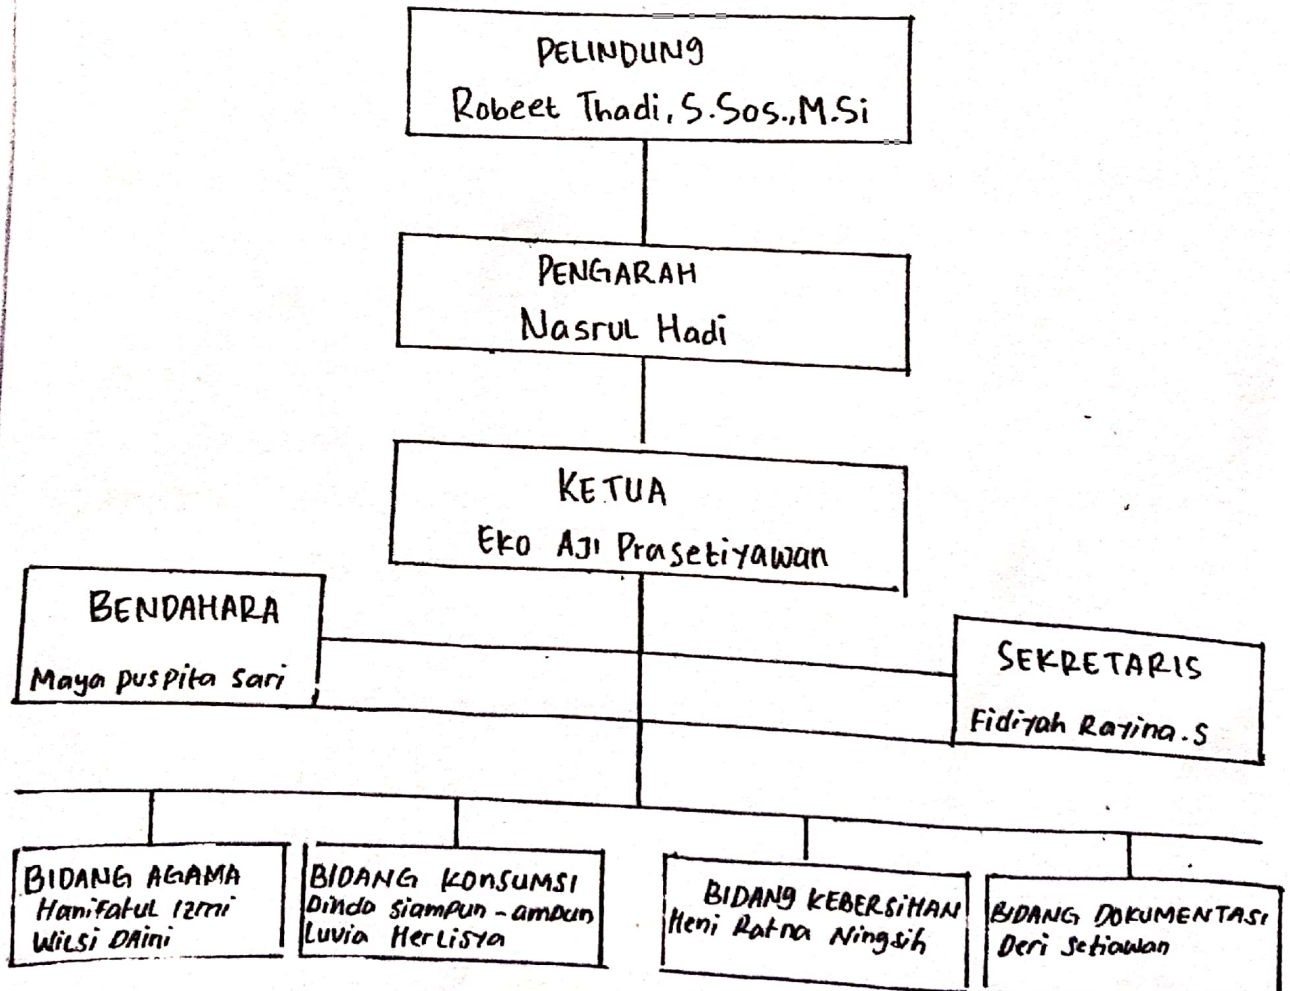 PELINDUNG
Robeet Thadi, S.Sos., M.Si
PENGARAH
Nasrul Hadi
KETUA
Eko AJI Prasetiyawan
BENDAHARA
Maya puspita sari
SEKRETARIS
Fidiyah Rayina.S
BIDANG AGAMA
Hanifatul Izmi
Wilsi DAini
BIDANG KONSUMSI
Dinda siampun-ampun
Luvia Herlisya
BIDANG KEBERSIHAN
Heni Ratna Ningsih
BIDANG DOKUMENTASI
Deri Setiawan